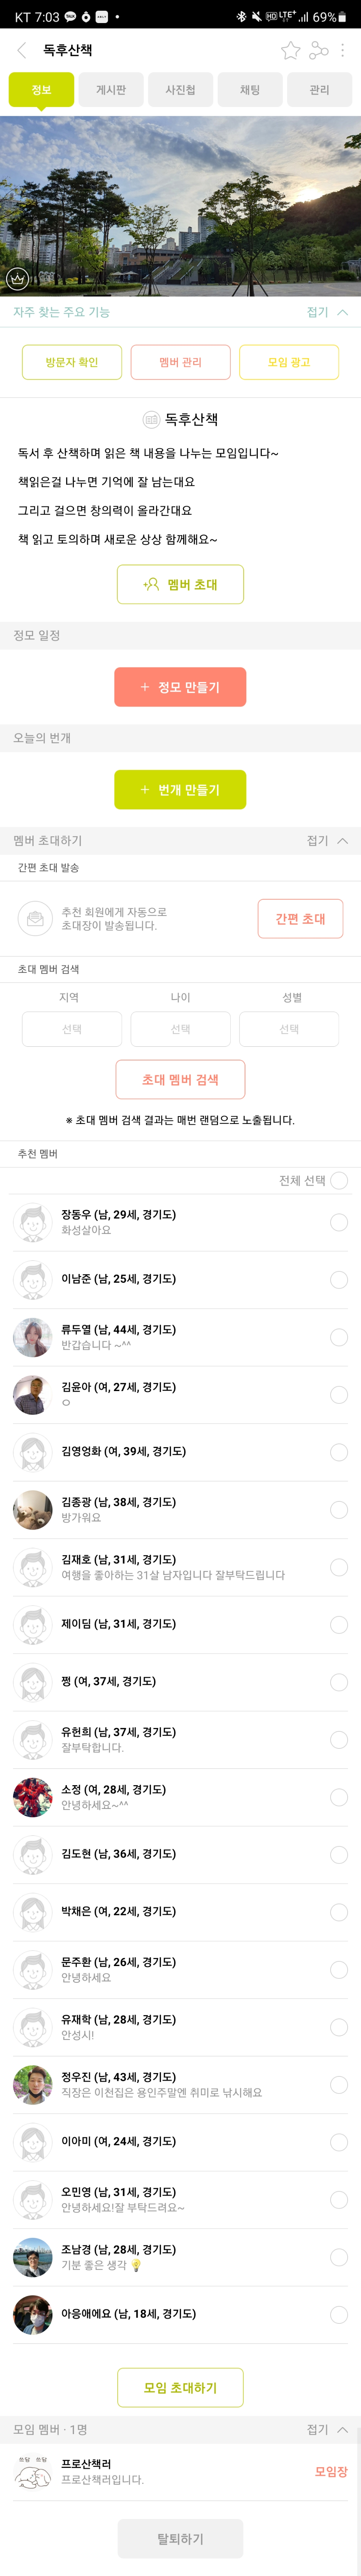 KT 7:03
LTE+ 69%
독후산책
정보 게시판 사진첩 채팅 관리
자주 찾는 주요 기능 접기
방문자 확인 멤버 관리 모임 광고
독후산책
독서 후 산책하며 읽은 책 내용을 나누는 모임입니다~
책읽은걸 나누면 기억에 잘 남는대요
그리고 걸으면 창의력이 올라간대요
책 읽고 토의하며 새로운 상상 함께해요~
멤버 초대
정모 일정
+ 정모 만들기
오늘의 번개
+ 번개 만들기
멤버 초대하기 접기
간편 초대 발송
추천 회원에게 자동으로
초대장이 발송됩니다.
간편 초대
초대 멤버 검색
지역 나이 성별
선택 선택 선택
초대 멤버 검색
※ 초대 멤버 검색 결과는 매번 랜덤으로 노출됩니다.
추천 멤버
전체 선택
장동우 (남, 29세, 경기도)
화성살아요
이남준 (남, 25세, 경기도)
류두열 (남, 44세, 경기도)
반갑습니다 ~^^
김윤아 (여, 27세, 경기도)
ㅇ
김영엉화 (여, 39세, 경기도)
김종광 (남, 38세, 경기도)
방가워요
김재호 (남, 31세, 경기도)
여행을 좋아하는 31살 남자입니다 잘부탁드립니다
제이딤 (남, 31세, 경기도)
쩡 (여, 37세, 경기도)
유헌희 (남, 37세, 경기도)
잘부탁합니다.
소정 (여, 28세, 경기도)
안녕하세요~^^
김도현 (남, 36세, 경기도)
박채은 (여, 22세, 경기도)
문주환 (남, 26세, 경기도)
안녕하세요
유재학 (남, 28세, 경기도)
안성시!
정우진 (남, 43세, 경기도)
직장은 이천집은 용인주말엔 취미로 낚시해요
이아미 (여, 24세, 경기도)
오민영 (남, 31세, 경기도)
안녕하세요!잘 부탁드려요~
조남경 (남, 28세, 경기도)
기분 좋은 생각 💡
아응애에요 (남, 18세, 경기도)
모임 초대하기
모임 멤버 · 1명 접기
쓰담 쓰담
프로산책러
프로산책러입니다.
모임장
탈퇴하기